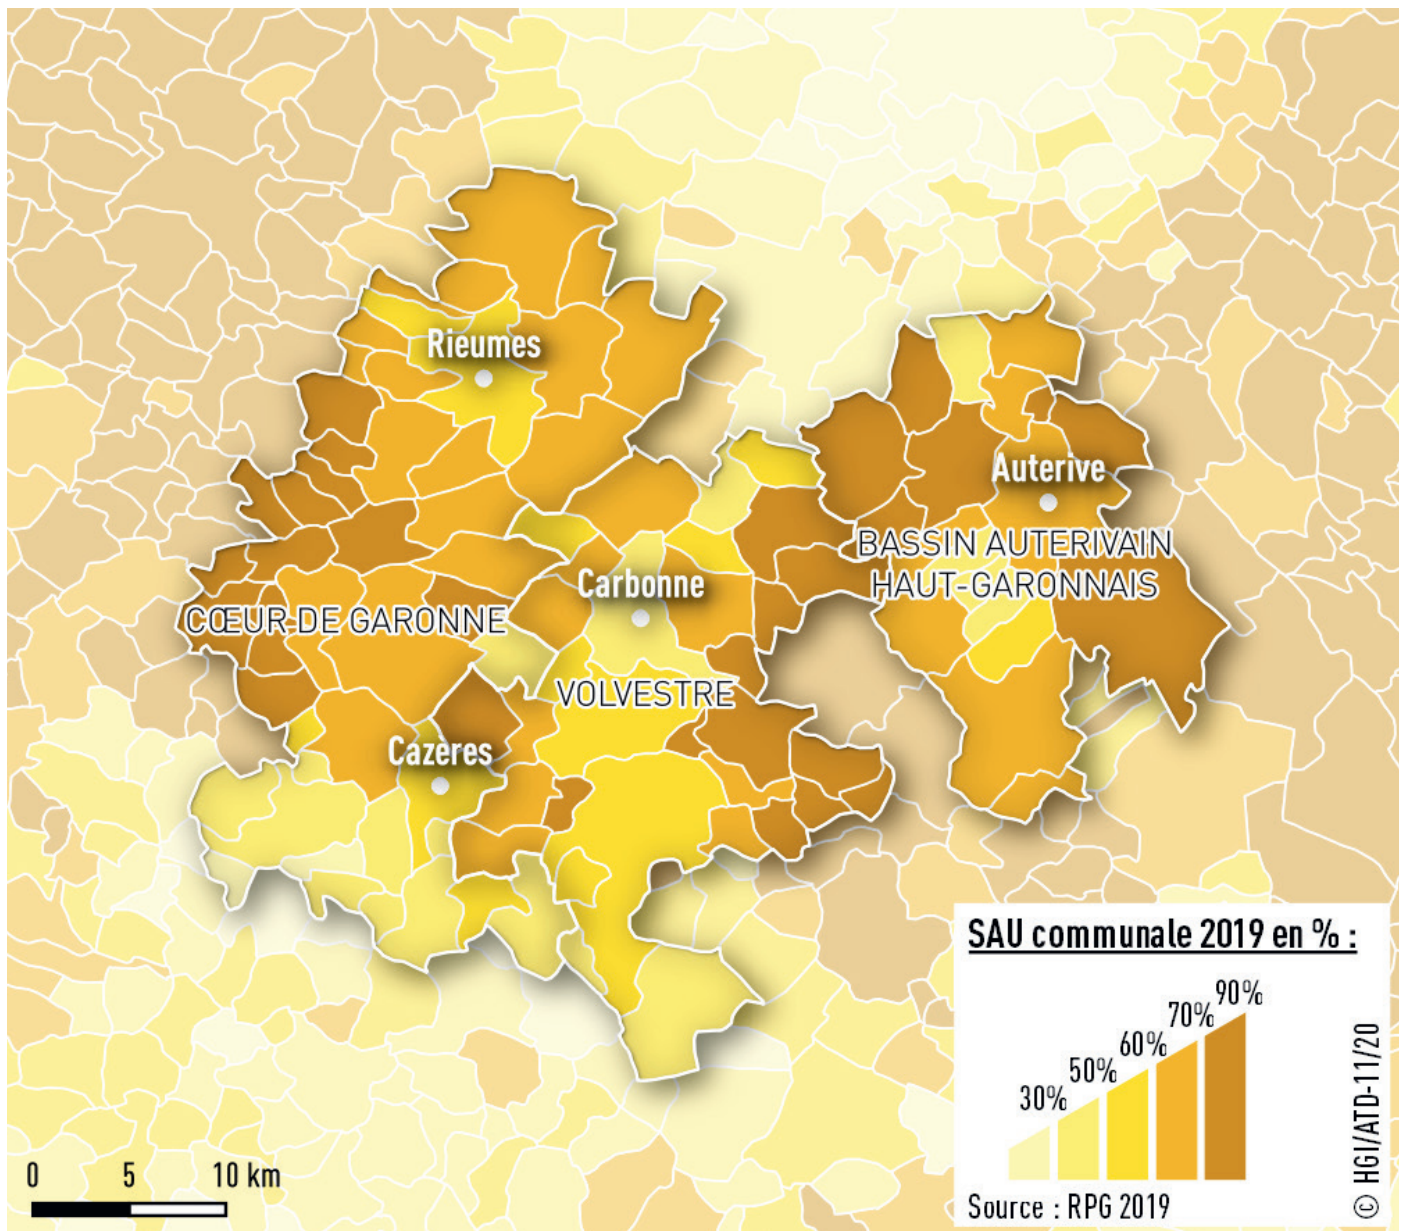 Rieumes
Auterive
BASSIN AUTERIVAIN
HAUT-GARONNAIS
Carbonne
CŒUR DE GARONNE
VOLVESTRE
Cazères
SAU communale 2019 en % :
30%
50%
60%
70%
90%
Source : RPG 2019
© HGI/ATD-11/20
0 5 10 km